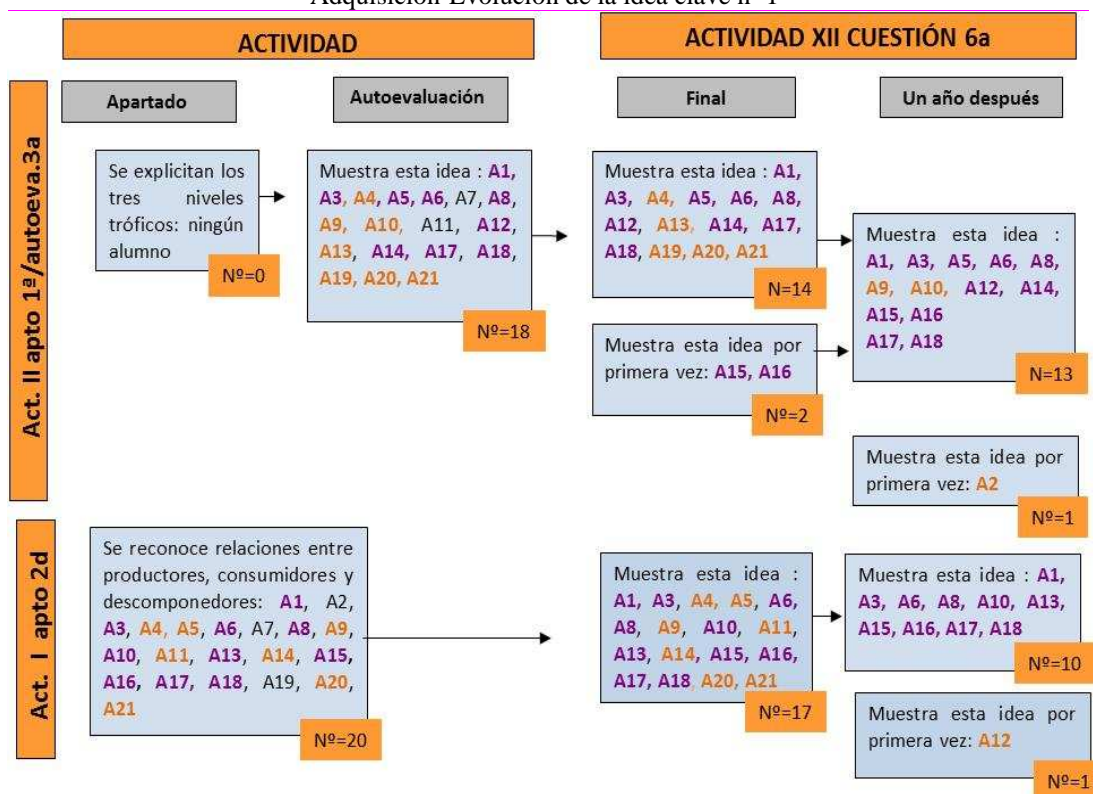 Adquisición-Evolución de la idea clave nº 1
ACTIVIDAD
ACTIVIDAD XII CUESTIÓN 6a
Apartado
Autoevaluación
Final
Un año después
Act. II apto 1ª/autoeva.3a
Se explicitan los
tres niveles
tróficos: ningún
alumno
Nº=0
Muestra esta idea : A1,
A3, A4, A5, A6, A7, A8,
A9, A10, A11, A12,
A13, A14, A17, A18,
A19, A20, A21
Nº=18
Muestra esta idea : A1,
A3, A4, A5, A6, A8,
A12, A13, A14, A17,
A18, A19, A20, A21
N=14
Muestra esta idea por
primera vez: A15, A16
Nº=2
Muestra esta idea :
A1, A3, A5, A6, A8,
A9, A10, A12, A14,
A15, A16
A17, A18
N=13
Muestra esta idea por
primera vez: A2
Nº=1
Act. I apto 2d
Se reconoce relaciones entre
productores, consumidores y
descomponedores: A1, A2,
A3, A4, A5, A6, A7, A8, A9,
A10, A11, A13, A14, A15,
A16, A17, A18, A19, A20,
A21
Nº=20
Muestra esta idea :
A1, A3, A4, A5, A6,
A8, A9, A10, A11,
A13, A14, A15, A16,
A17, A18, A20, A21
Nº=17
Muestra esta idea : A1,
A3, A6, A8, A10, A13,
A15, A16, A17, A18
Nº=10
Muestra esta idea por
primera vez: A12
Nº=1